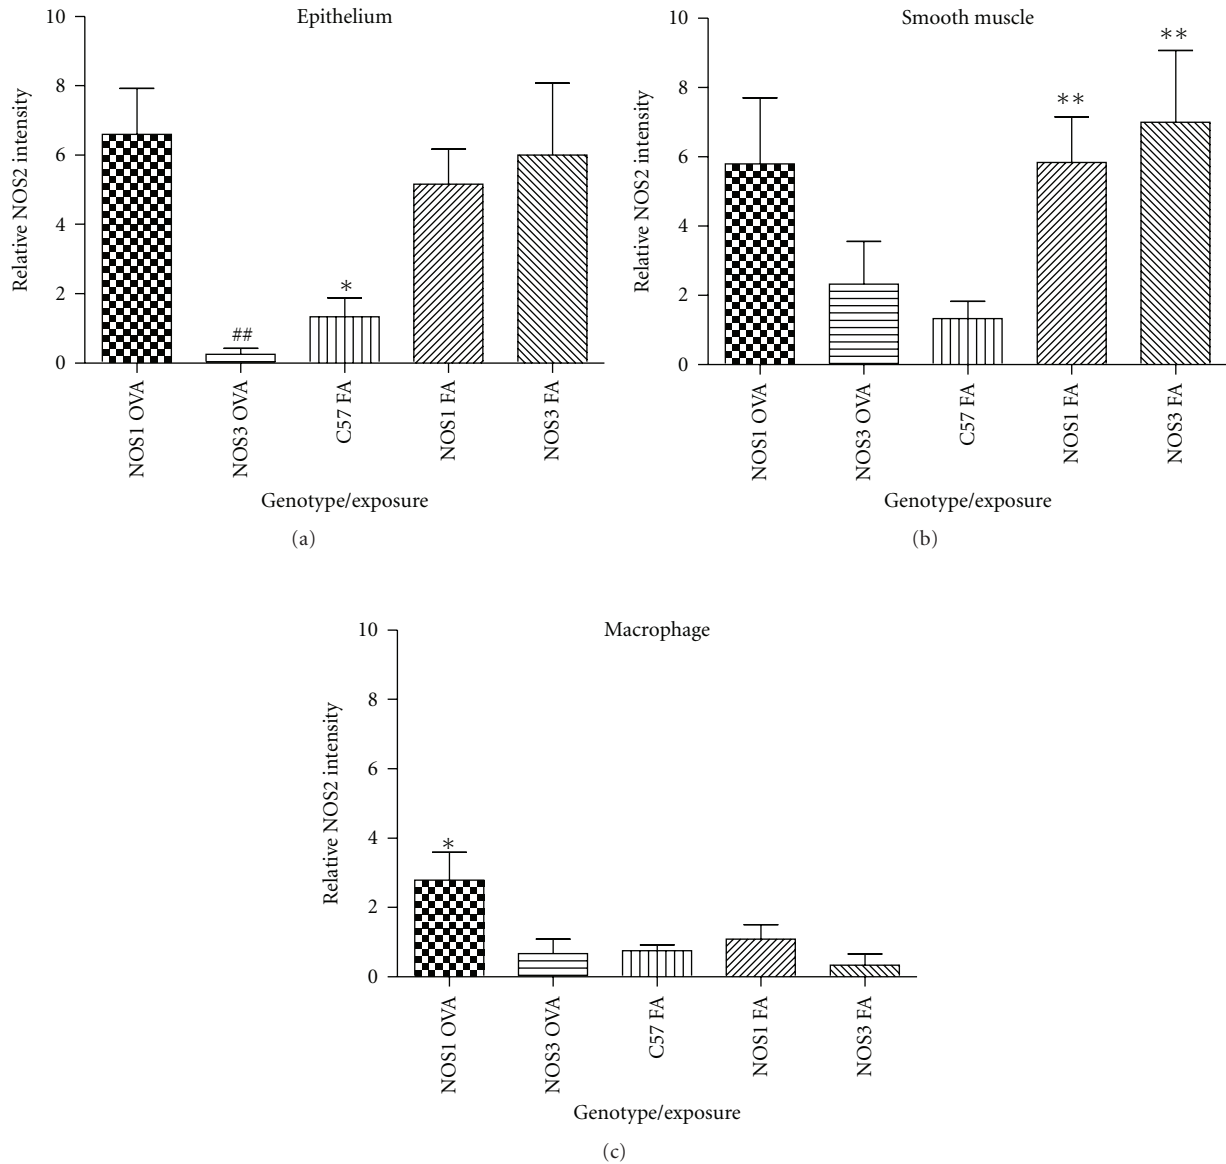 Epithelium
Relative NOS2 intensity
10
8
6
4
2
0
##
*
NOS1 OVA
NOS3 OVA
C57 FA
NOS1 FA
NOS3 FA
Genotype/exposure
(a)
Smooth muscle
Relative NOS2 intensity
10
8
6
4
2
0
**
**
NOS1 OVA
NOS3 OVA
C57 FA
NOS1 FA
NOS3 FA
Genotype/exposure
(b)
Macrophage
Relative NOS2 intensity
10
8
6
4
2
0
*
NOS1 OVA
NOS3 OVA
C57 FA
NOS1 FA
NOS3 FA
Genotype/exposure
(c)